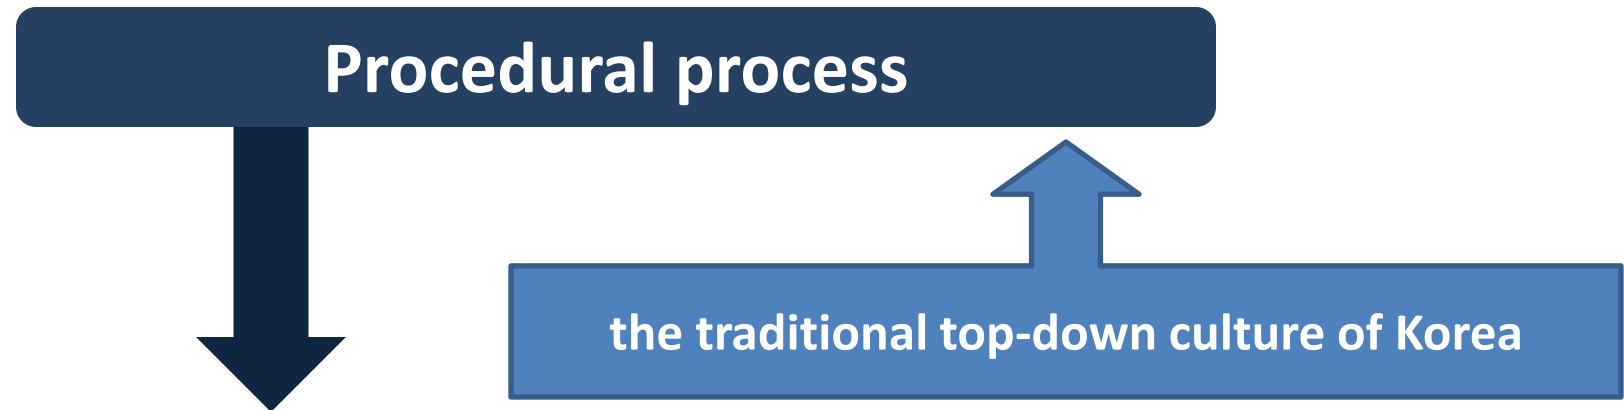 Procedural process
the traditional top-down culture of Korea